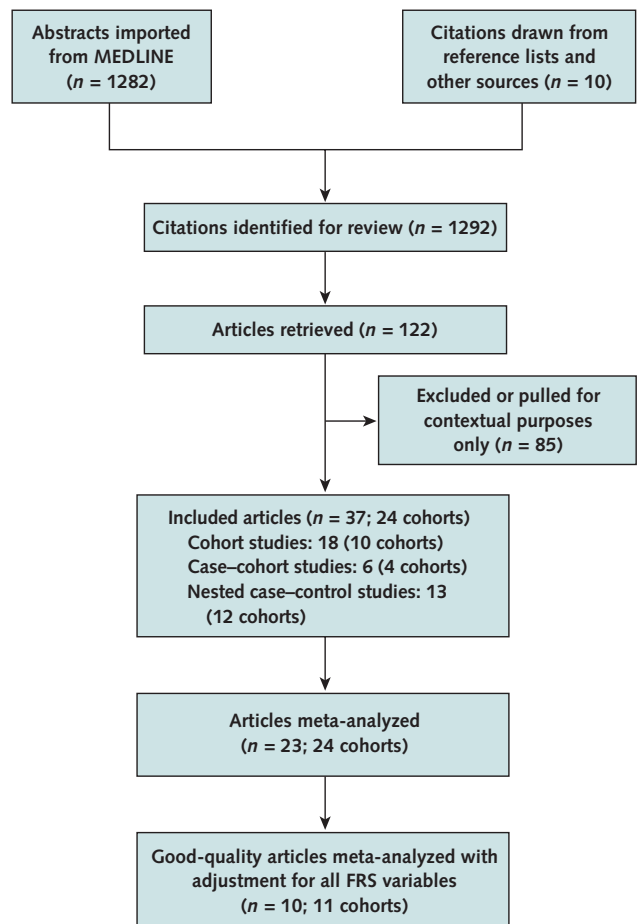 Abstracts imported
from MEDLINE
(n = 1282)
Citations drawn from
reference lists and
other sources (n = 10)
Citations identified for review (n = 1292)
Articles retrieved (n = 122)
Excluded or pulled for
contextual purposes
only (n = 85)
Included articles (n = 37; 24 cohorts)
Cohort studies: 18 (10 cohorts)
Case–cohort studies: 6 (4 cohorts)
Nested case–control studies: 13
(12 cohorts)
Articles meta-analyzed
(n = 23; 24 cohorts)
Good-quality articles meta-analyzed with
adjustment for all FRS variables
(n = 10; 11 cohorts)